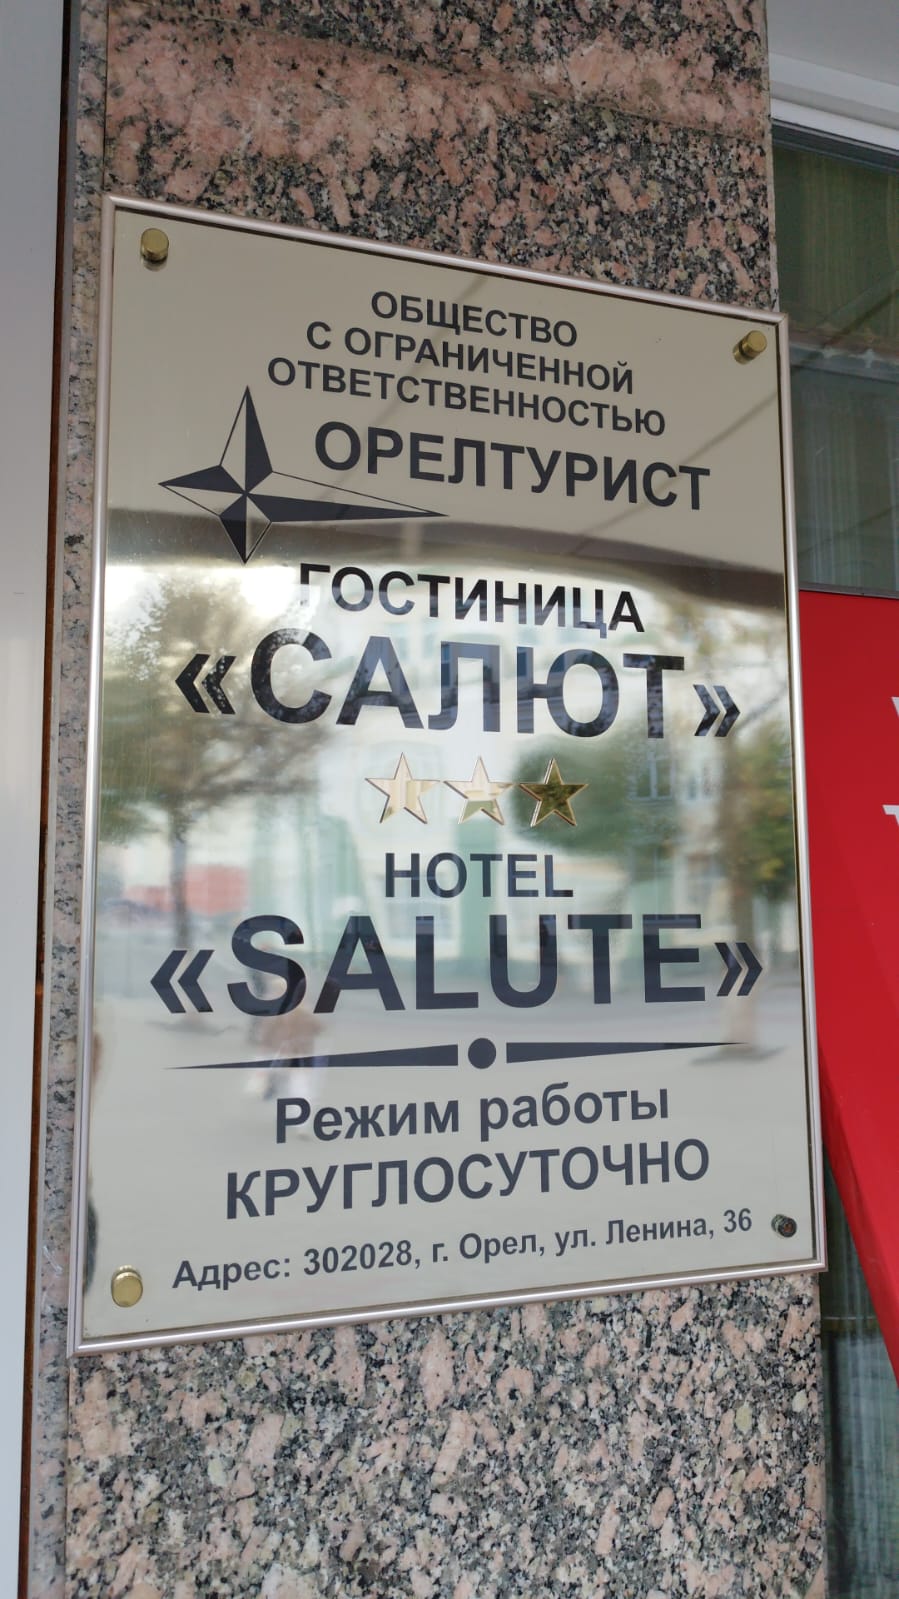 ОБЩЕСТВО
С ОГРАНИЧЕННОЙ
ОТВЕТСТВЕННОСТЬЮ
ОРЕЛТУРИСТ
ГОСТИНИЦА
«САЛЮТ»
HOTEL
«SALUTE»
Режим работы
КРУГЛОСУТОЧНО
Адрес: 302028, г. Орел, ул. Ленина, 36